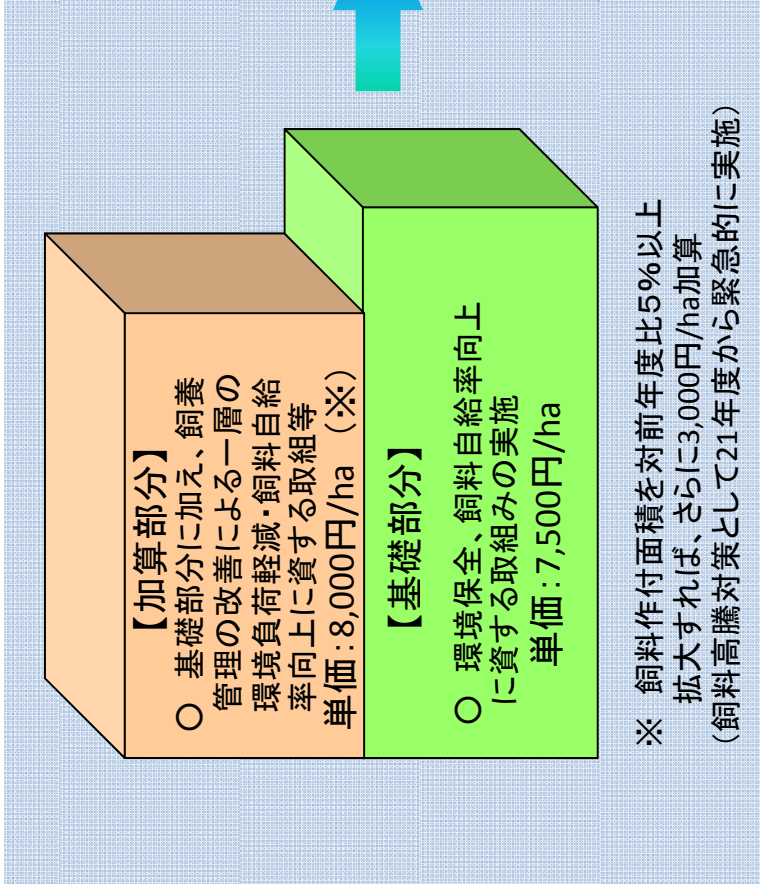 【加算部分】
〇 基礎部分に加え、飼養
管理の改善による一層の
環境負荷軽減・飼料自給
率向上に資する取組等
単価:8,000円/ha (※)
【基礎部分】
〇 環境保全、飼料自給率向上
に資する取組みの実施
単価:7,500円/ha
※ 飼料作付面積を対前年度比5%以上
拡大すれば、さらに3,000円/ha加算
(飼料高騰対策として21年度から緊急的に実施)